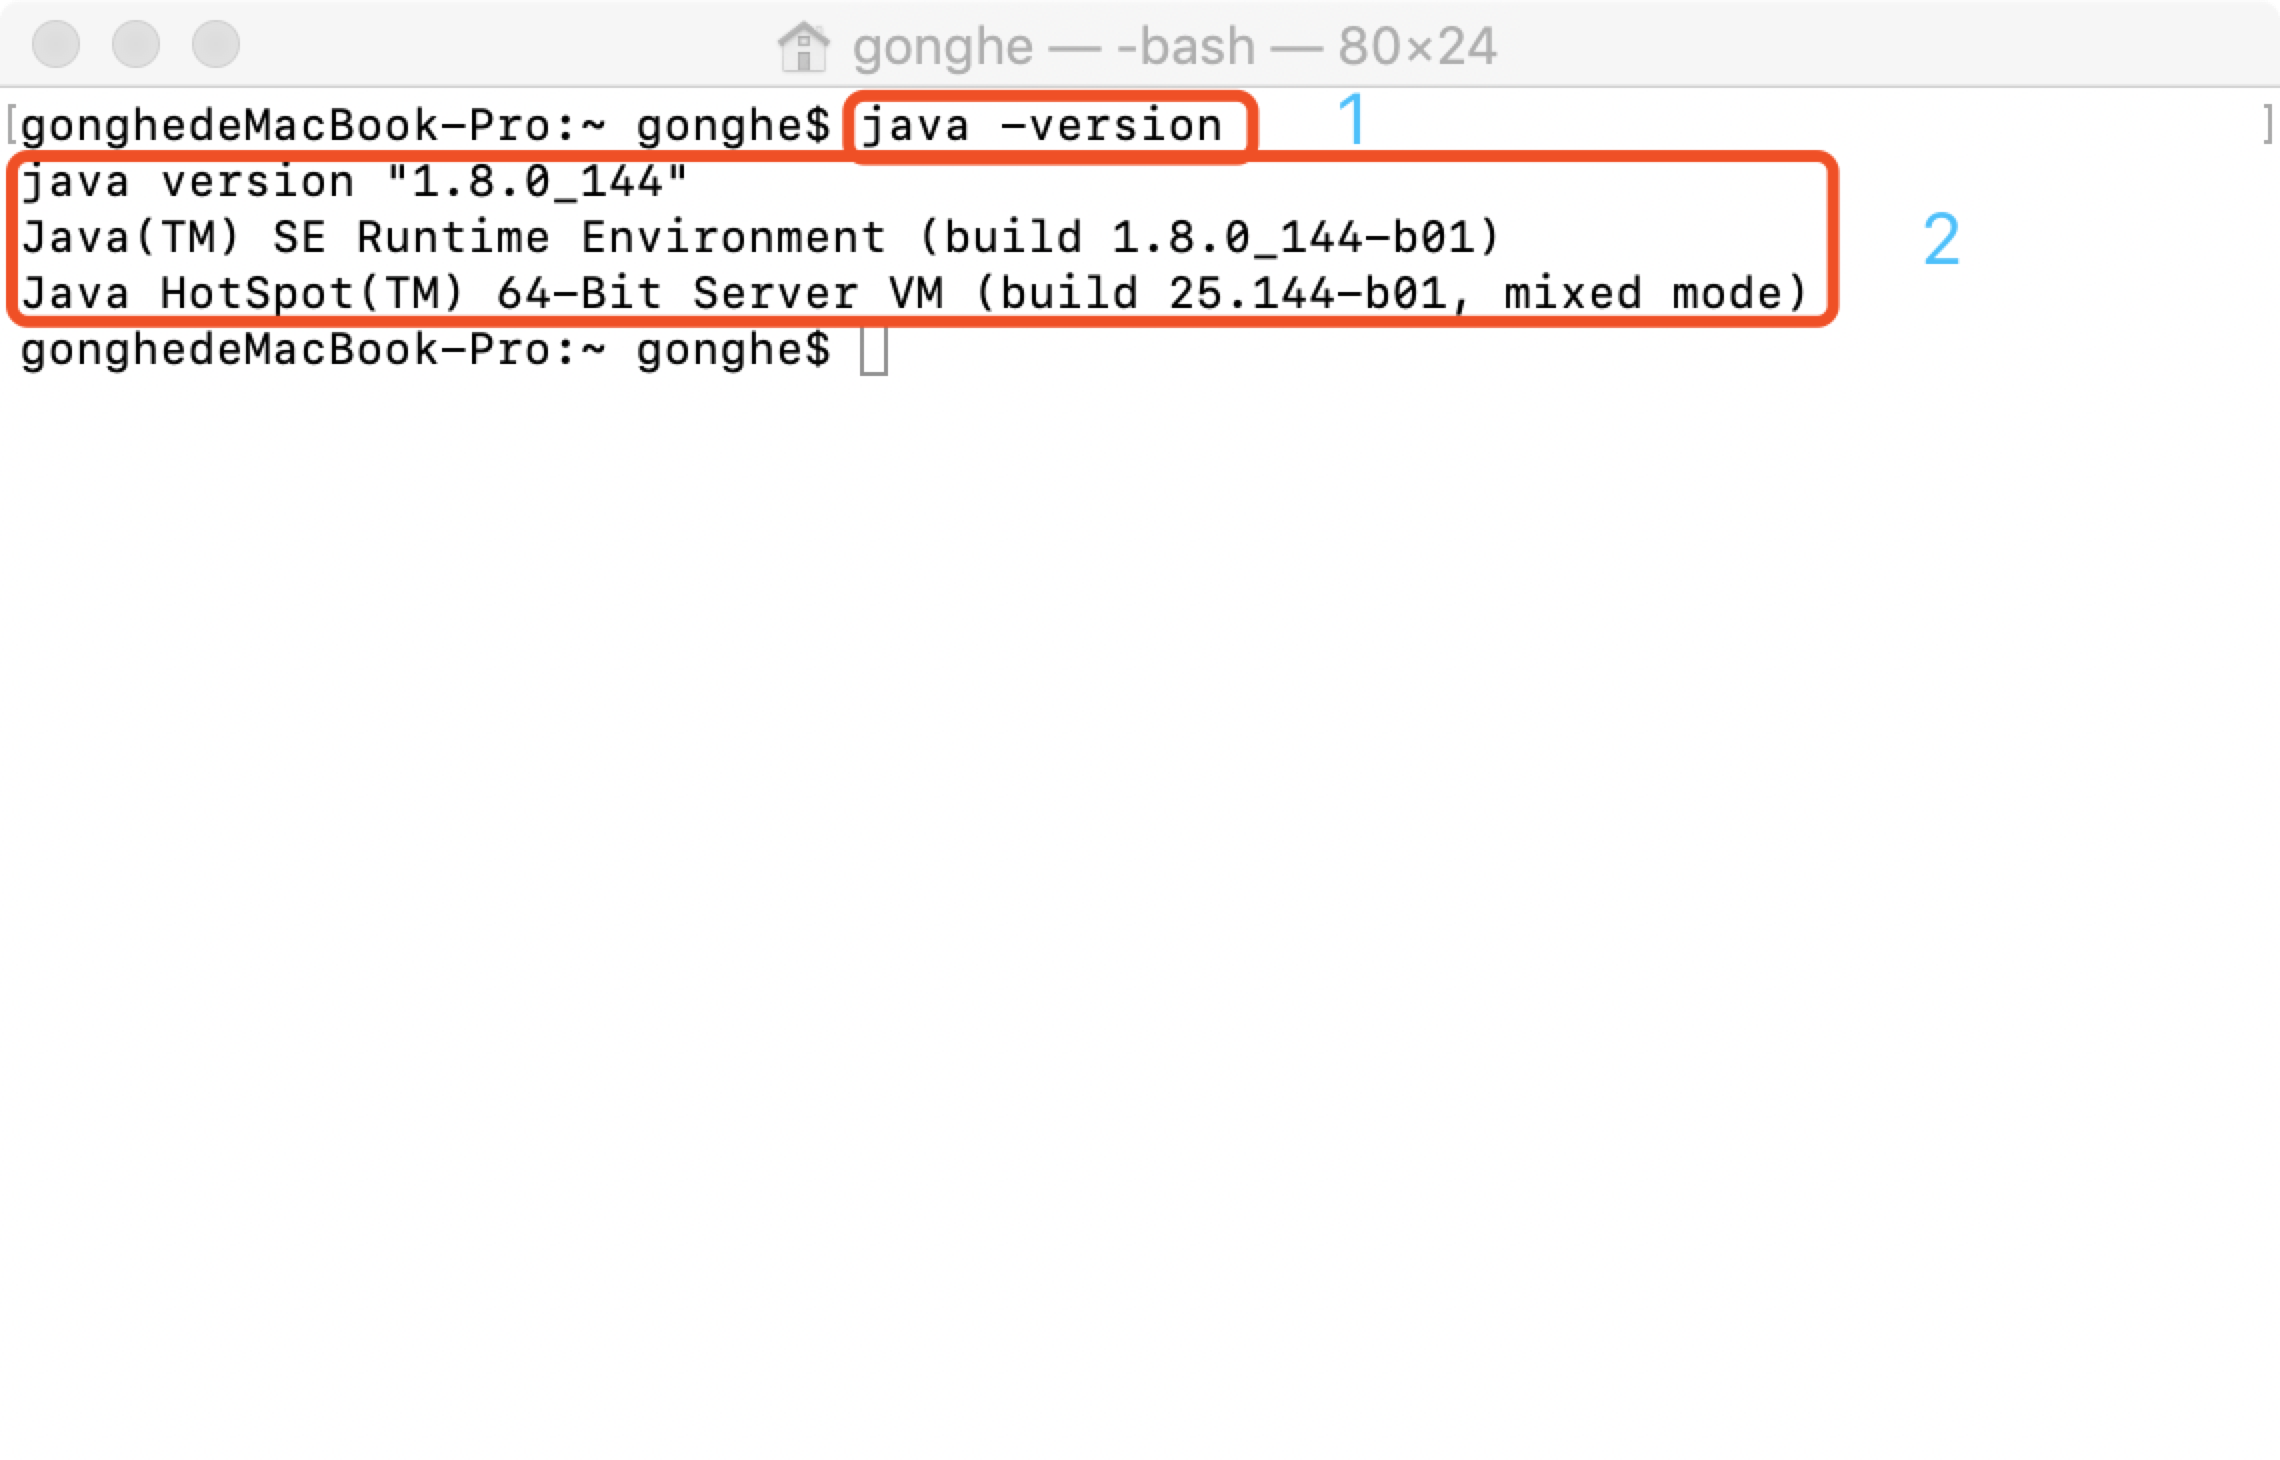 gonghe — -bash — 80×24
[gonghedeMacBook-Pro:~ gonghe$ java -version 1 ]
java version "1.8.0_144"
Java(TM) SE Runtime Environment (build 1.8.0_144-b01) 2
Java HotSpot(TM) 64-Bit Server VM (build 25.144-b01, mixed mode)
gonghedeMacBook-Pro:~ gonghe$